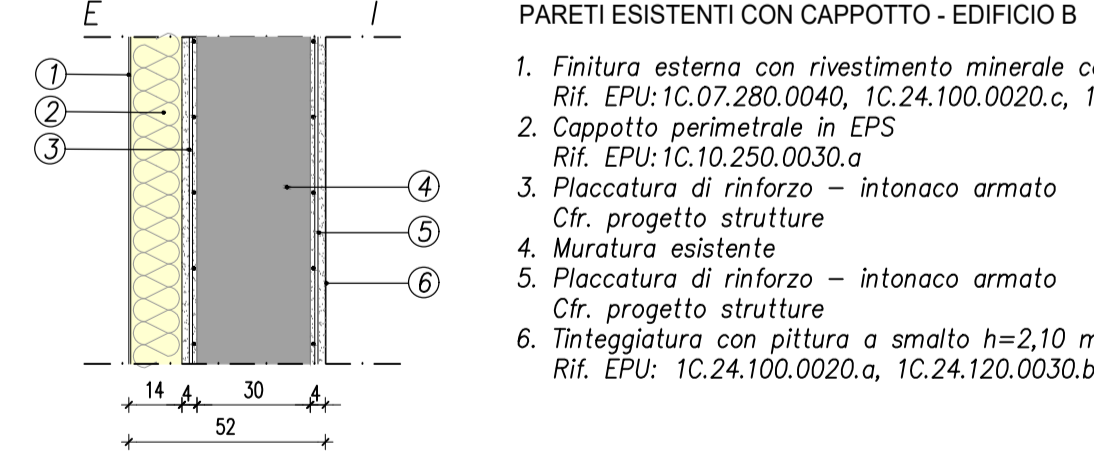 E
I
PARETI ESISTENTI CON CAPPOTTO - EDIFICIO B
1
2
3
4
5
6
1. Finitura esterna con rivestimento minerale
Rif. EPU: 1C.07.280.0040, 1C.24.100.0020.c,
2. Cappotto perimetrale in EPS
Rif. EPU: 1C.10.250.0030.a
3. Placcatura di rinforzo – intonaco armato
Cfr. progetto strutture
4. Muratura esistente
5. Placcatura di rinforzo – intonaco armato
Cfr. progetto strutture
6. Tinteggiatura con pittura a smalto h=2,10 m
Rif. EPU: 1C.24.100.0020.a, 1C.24.120.0030.b
14 4 30 4
52